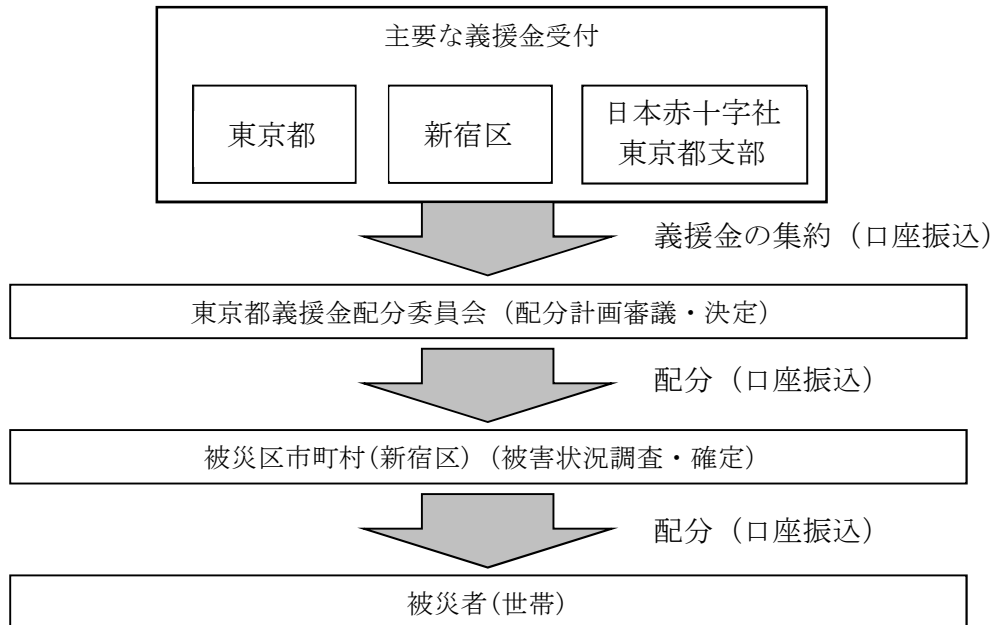 主要な義援金受付
東京都
新宿区
日本赤十字社
東京都支部
義援金の集約（口座振込）
東京都義援金配分委員会（配分計画審議・決定）
配分（口座振込）
被災区市町村(新宿区)（被害状況調査・確定）
配分（口座振込）
被災者(世帯)